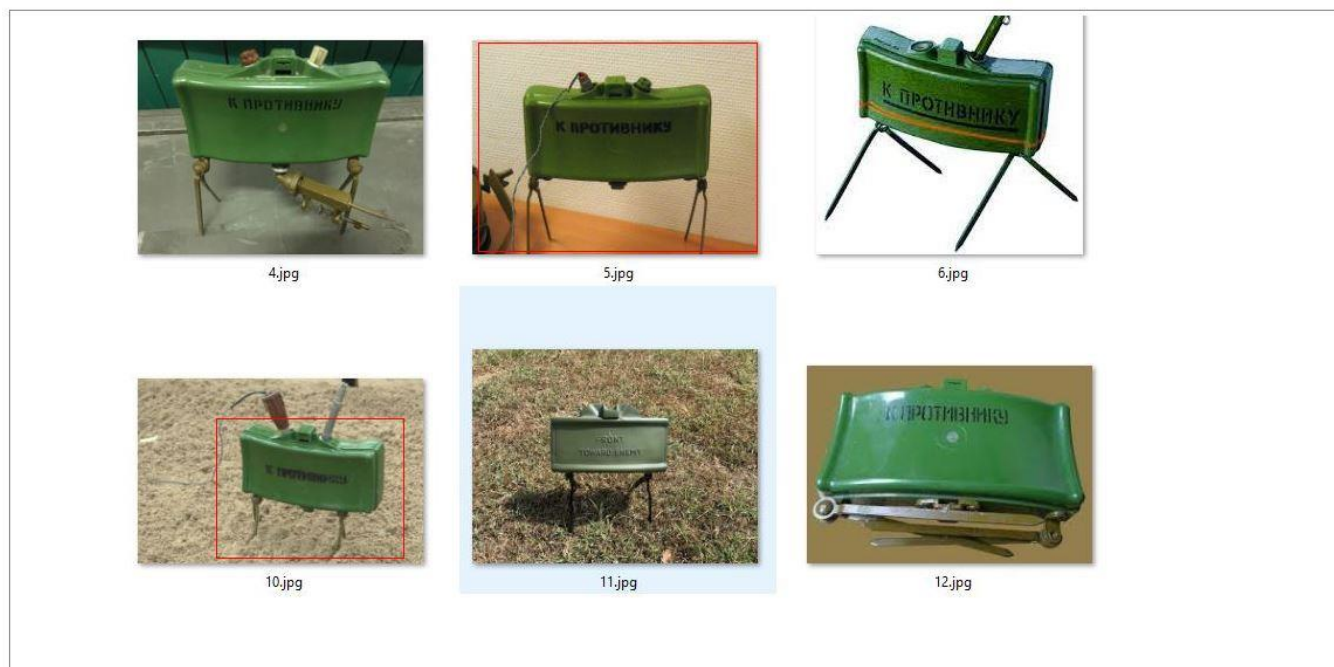 К ПРОТИВНИКУ
К ПРОТИВНИКУ
К ПРОТИВНИКУ
4.jpg
5.jpg
6.jpg
К ПРОТИВНИКУ
FRONT
TOWARD ENEMY
К ПРОТИВНИКУ
10.jpg
11.jpg
12.jpg